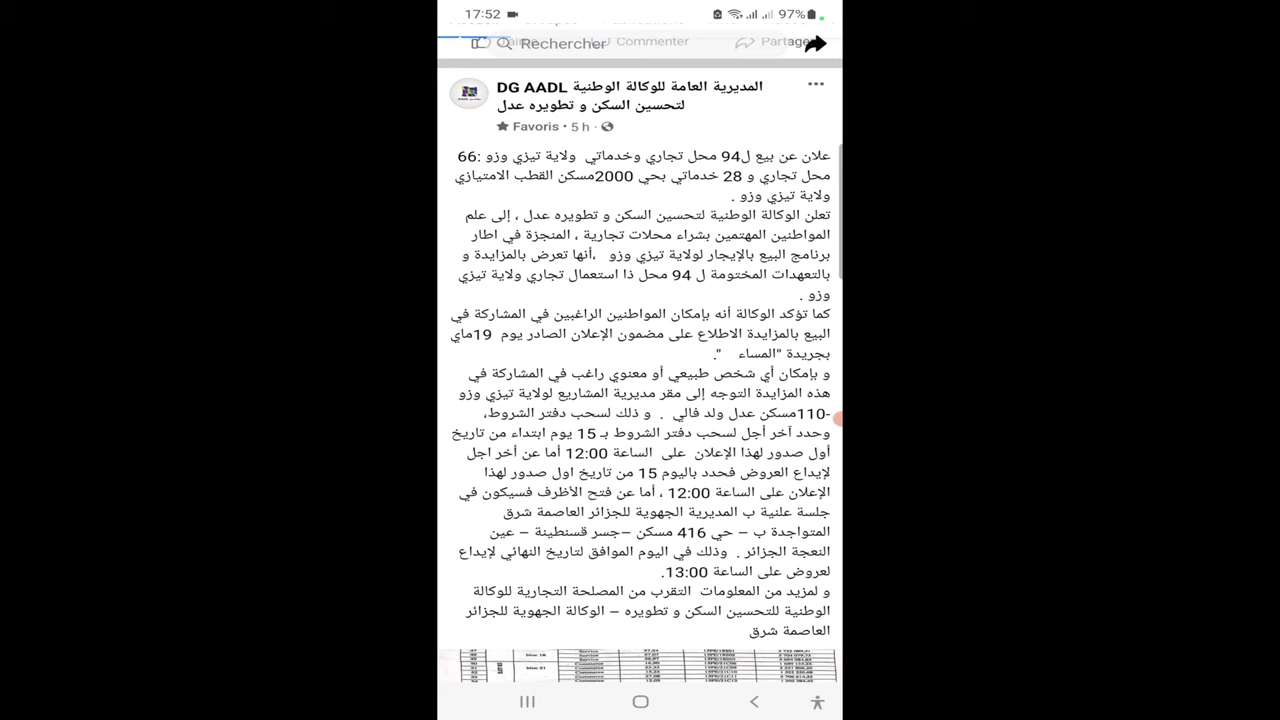 17:52
97%
Rechercher
Commenter
Partager
DG AADL المديرية العامة للوكالة الوطنية
لتحسين السكن و تطويره عدل
Favoris • 5 h ·
علان عن بيع ل94 محل تجاري وخدماتي ولاية تيزي وزو :66
محل تجاري و 28 خدماتي بحي 2000مسكن القطب الامتيازي
ولاية تيزي وزو .
تعلن الوكالة الوطنية لتحسين السكن و تطويره عدل ، إلى علم
المواطنين المهتمين بشراء محلات تجارية ، المنجزة في اطار
برنامج البيع بالإيجار لولاية تيزي وزو ،أنها تعرض بالمزايدة و
بالتعهدات المختومة ل 94 محل ذا استعمال تجاري ولاية تيزي
وزو .
كما تؤكد الوكالة أنه بإمكان المواطنين الراغبين في المشاركة في
البيع بالمزايدة الاطلاع على مضمون الإعلان الصادر يوم 19ماي
بجريدة "المساء ".
و بإمكان أي شخص طبيعي أو معنوي راغب في المشاركة في
هذه المزايدة التوجه إلى مقر مديرية المشاريع لولاية تيزي وزو
-110مسكن عدل ولد فالي . و ذلك لسحب دفتر الشروط،
وحدد آخر أجل لسحب دفتر الشروط بـ 15 يوم ابتداء من تاريخ
أول صدور لهذا الإعلان على الساعة 12:00 أما عن أخر اجل
لإيداع العروض فحدد باليوم 15 من تاريخ اول صدور لهذا
الإعلان على الساعة 12:00 ، أما عن فتح الأظرف فسيكون في
جلسة علنية ب المديرية الجهوية للجزائر العاصمة شرق
المتواجدة ب – حي 416 مسكن –جسر قسنطينة – عين
النعجة الجزائر . وذلك في اليوم الموافق لتاريخ النهائي لإيداع
لعروض على الساعة 13:00.
و لمزيد من المعلومات التقرب من المصلحة التجارية للوكالة
الوطنية للتحسين السكن و تطويره – الوكالة الجهوية للجزائر
العاصمة شرق